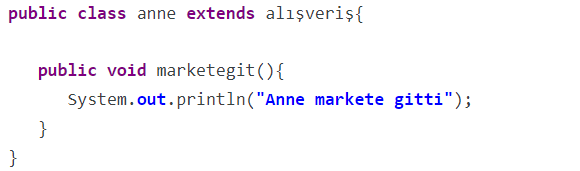 public class anne extends alışveriş{
public void marketegit(){
System.out.println("Anne markete gitti");
}
}